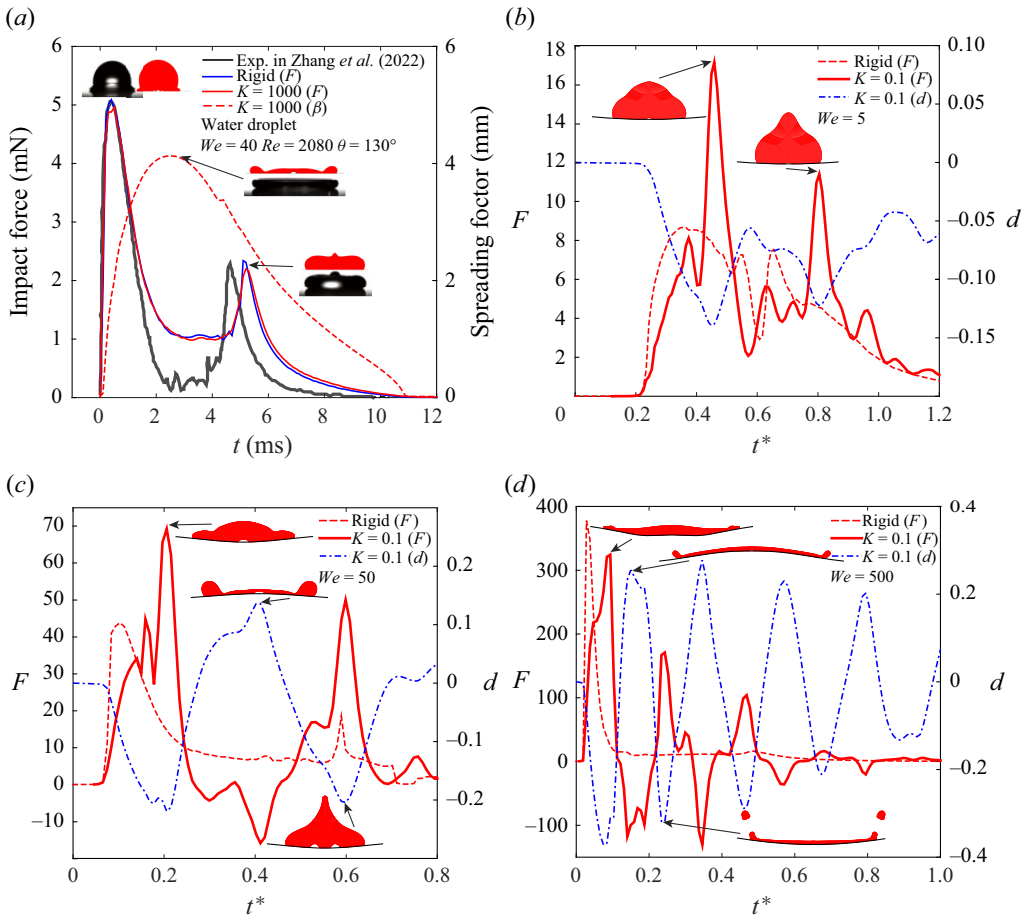 (a)
6
5
4
3
2
1
0
Impact force (mN)
Exp. in Zhang et al. (2022)
Rigid (F)
K = 1000 (F)
K = 1000 (β)
Water droplet
We = 40 Re = 2080 θ = 130°
6
4
2
0
Spreading foctor (mm)
0 2 4 6 8 10 12
t (ms)
(b)
18
16
14
12
10
8
6
4
2
F
Rigid (F)
K = 0.1 (F)
K = 0.1 (d)
We = 5
0.10
0.05
0
−0.05
−0.10
−0.15
d
0 0.2 0.4 0.6 0.8 1.0 1.2
t*
(c)
70
60
50
40
30
20
10
0
−10
F
Rigid (F)
K = 0.1 (F)
K = 0.1 (d)
We = 50
0.2
0.1
0
−0.1
−0.2
d
0 0.2 0.4 0.6 0.8
t*
(d)
400
300
200
100
0
−100
F
Rigid (F)
K = 0.1 (F)
K = 0.1 (d)
We = 500
0.4
0.2
0
−0.2
−0.4
d
0 0.2 0.4 0.6 0.8 1.0
t*